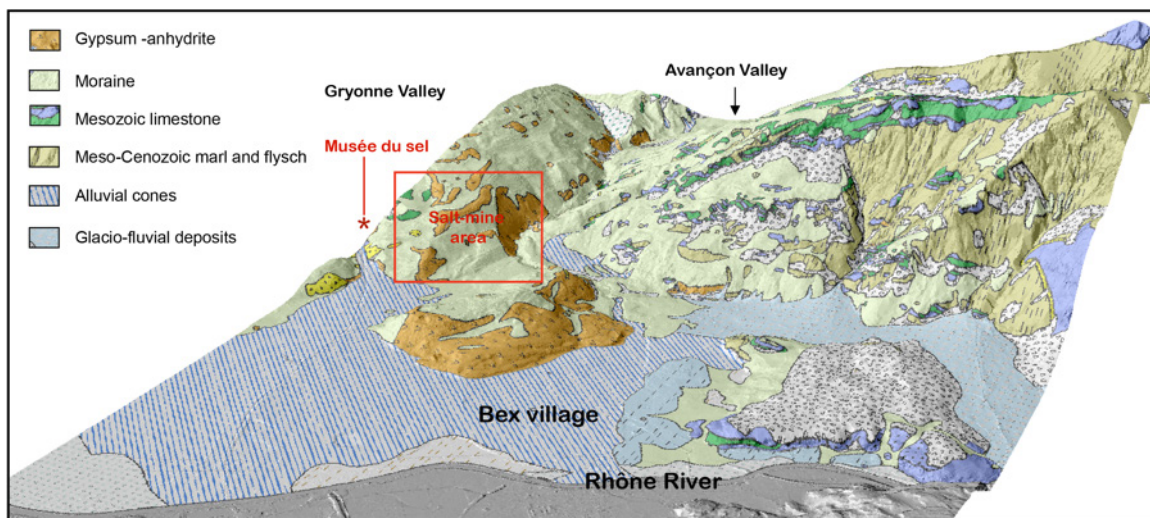 Gypsum -anhydrite
Moraine
Mesozoic limestone
Meso-Cenozoic marl and flysch
Alluvial cones
Glacio-fluvial deposits
Gryonne Valley
Avançon Valley
Musée du sel
*
Salt-mine
area
Bex village
Rhône River